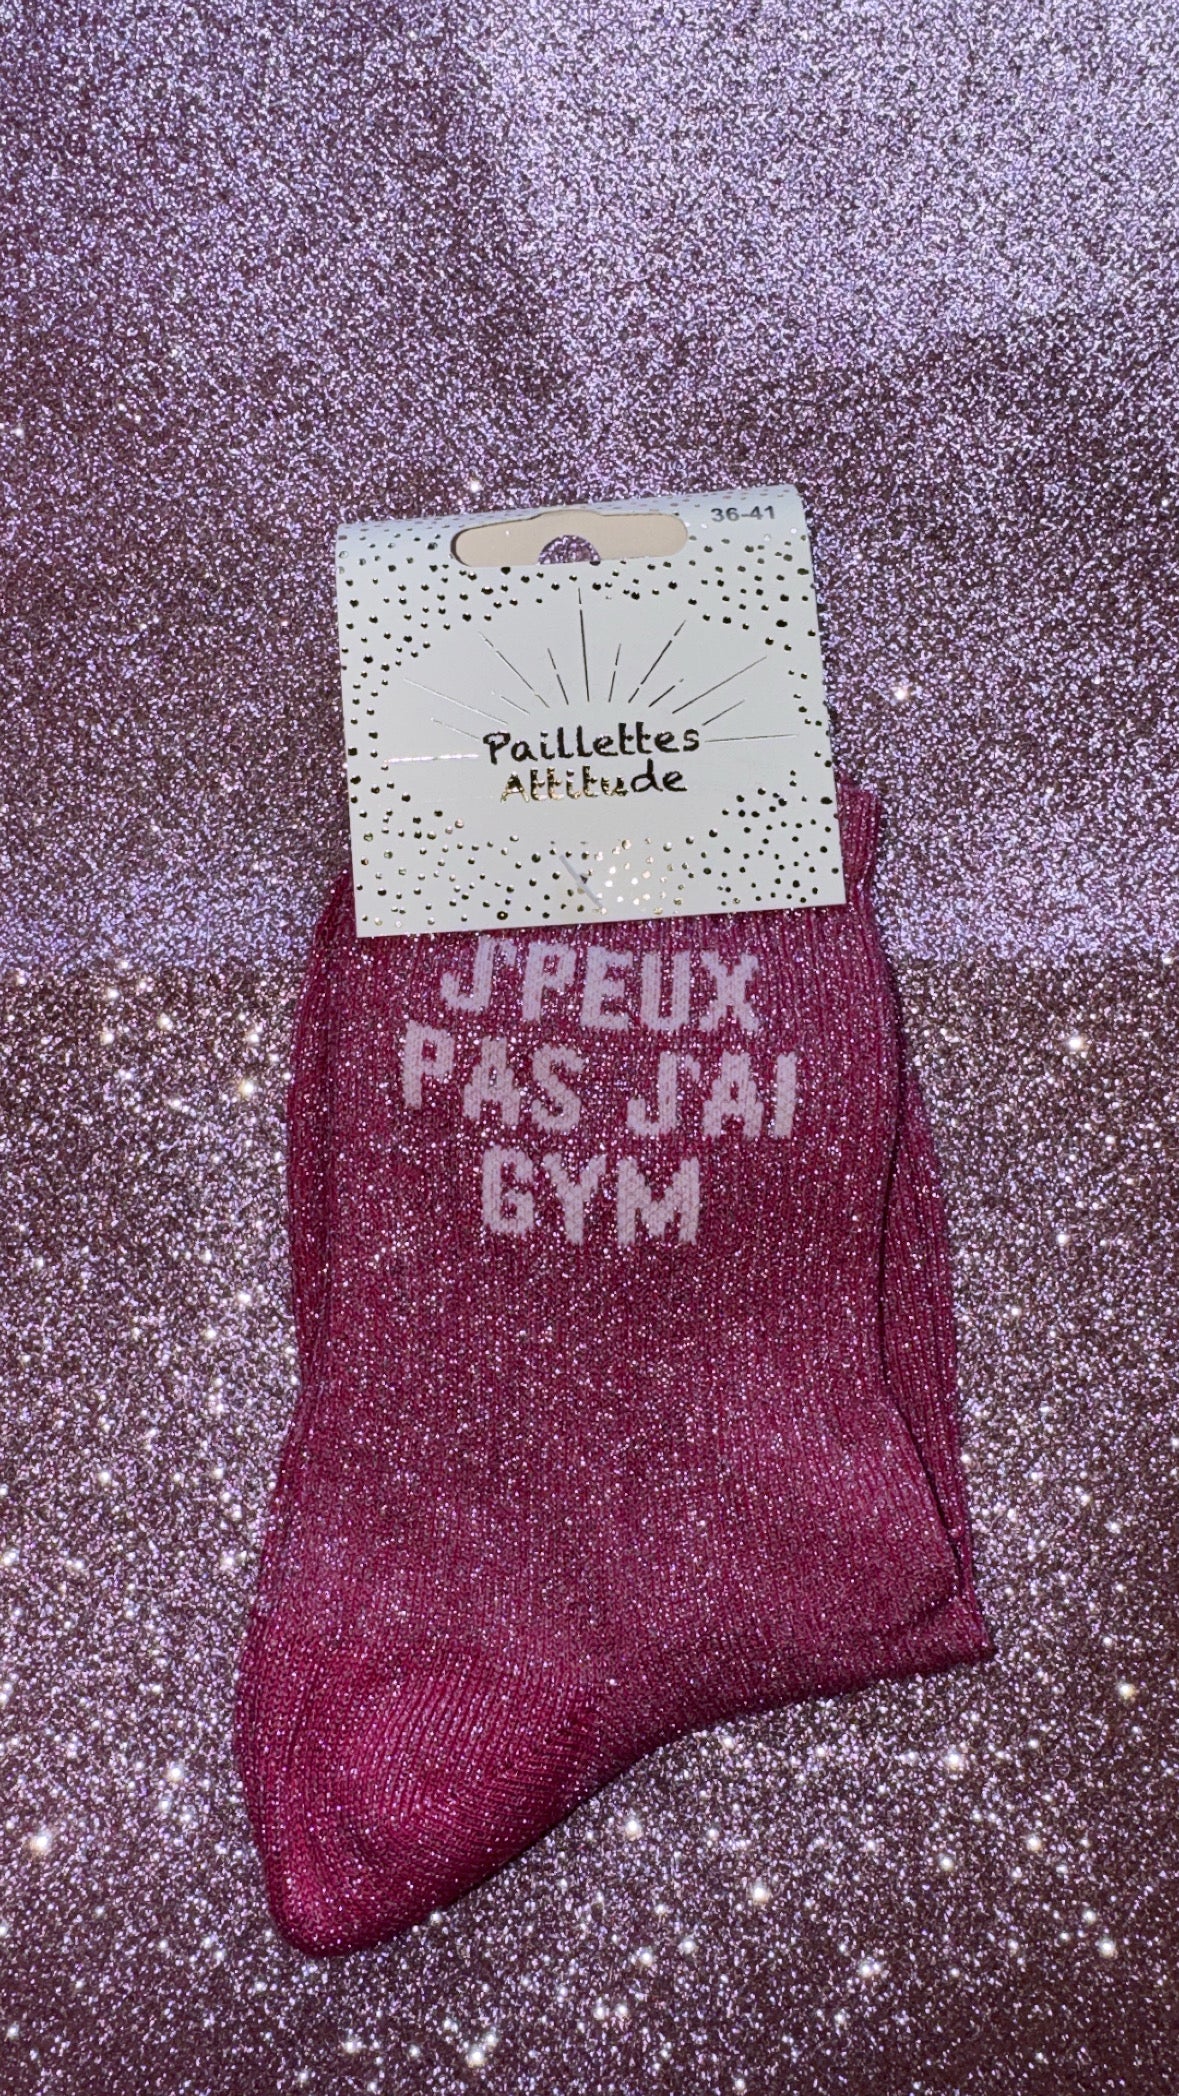 36-41
Paillettes
Attitude
J'PEUX
PAS J'AI
GYM